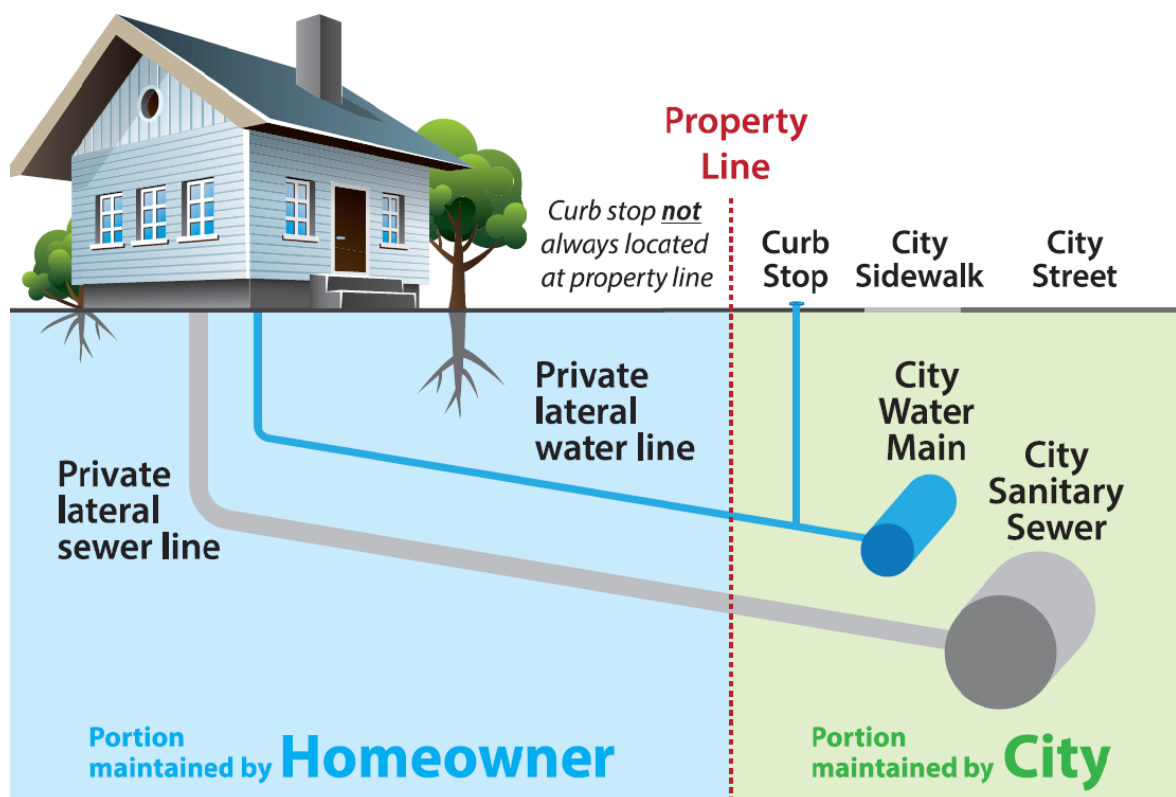 Property
Line
Curb stop not
always located
at property line
Curb
Stop
City
Sidewalk
City
Street
Private
lateral
water line
City
Water
Main
Private
lateral
sewer line
City
Sanitary
Sewer
Portion
maintained by Homeowner
Portion
maintained by City